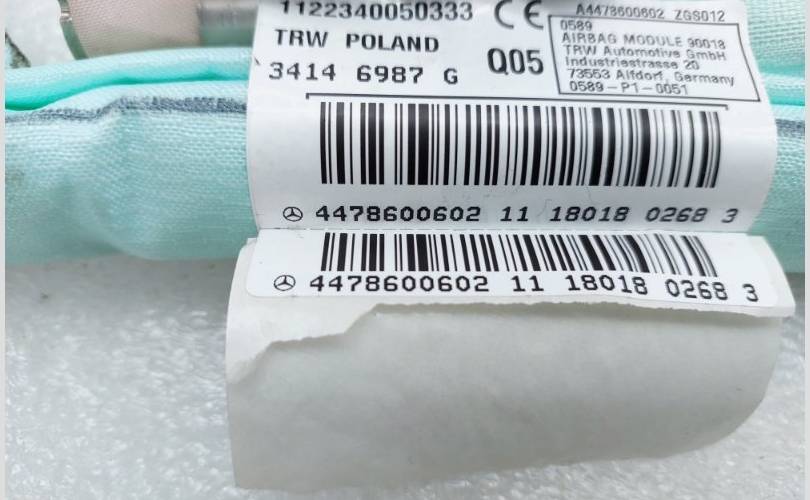 1122340050333
CE
TRW POLAND
3414 6987 G
Q05
A4478600602 ZGS012
0589
AIRBAG MODULE 90018
TRW Automotive GmbH
Industriestrasse 20
73553 Alfdorf, Germany
0589-P1-0051
4478600602 11 18018 0268 3
4478600602 11 18018 0268 3